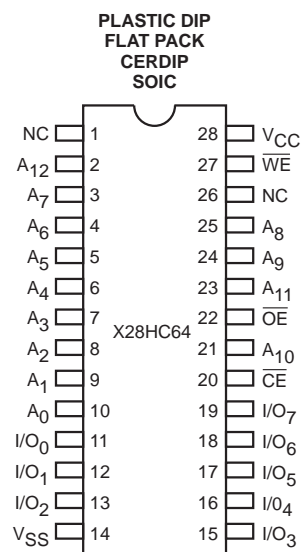 PLASTIC DIP
FLAT PACK
CERDIP
SOIC
NC 1 28 VCC
A12 2 27 WE
A7 3 26 NC
A6 4 25 A8
A5 5 24 A9
A4 6 23 A11
A3 7 22 OE
X28HC64
A2 8 21 A10
A1 9 20 CE
A0 10 19 I/O7
I/O0 11 18 I/O6
I/O1 12 17 I/O5
I/O2 13 16 I/04
VSS 14 15 I/O3